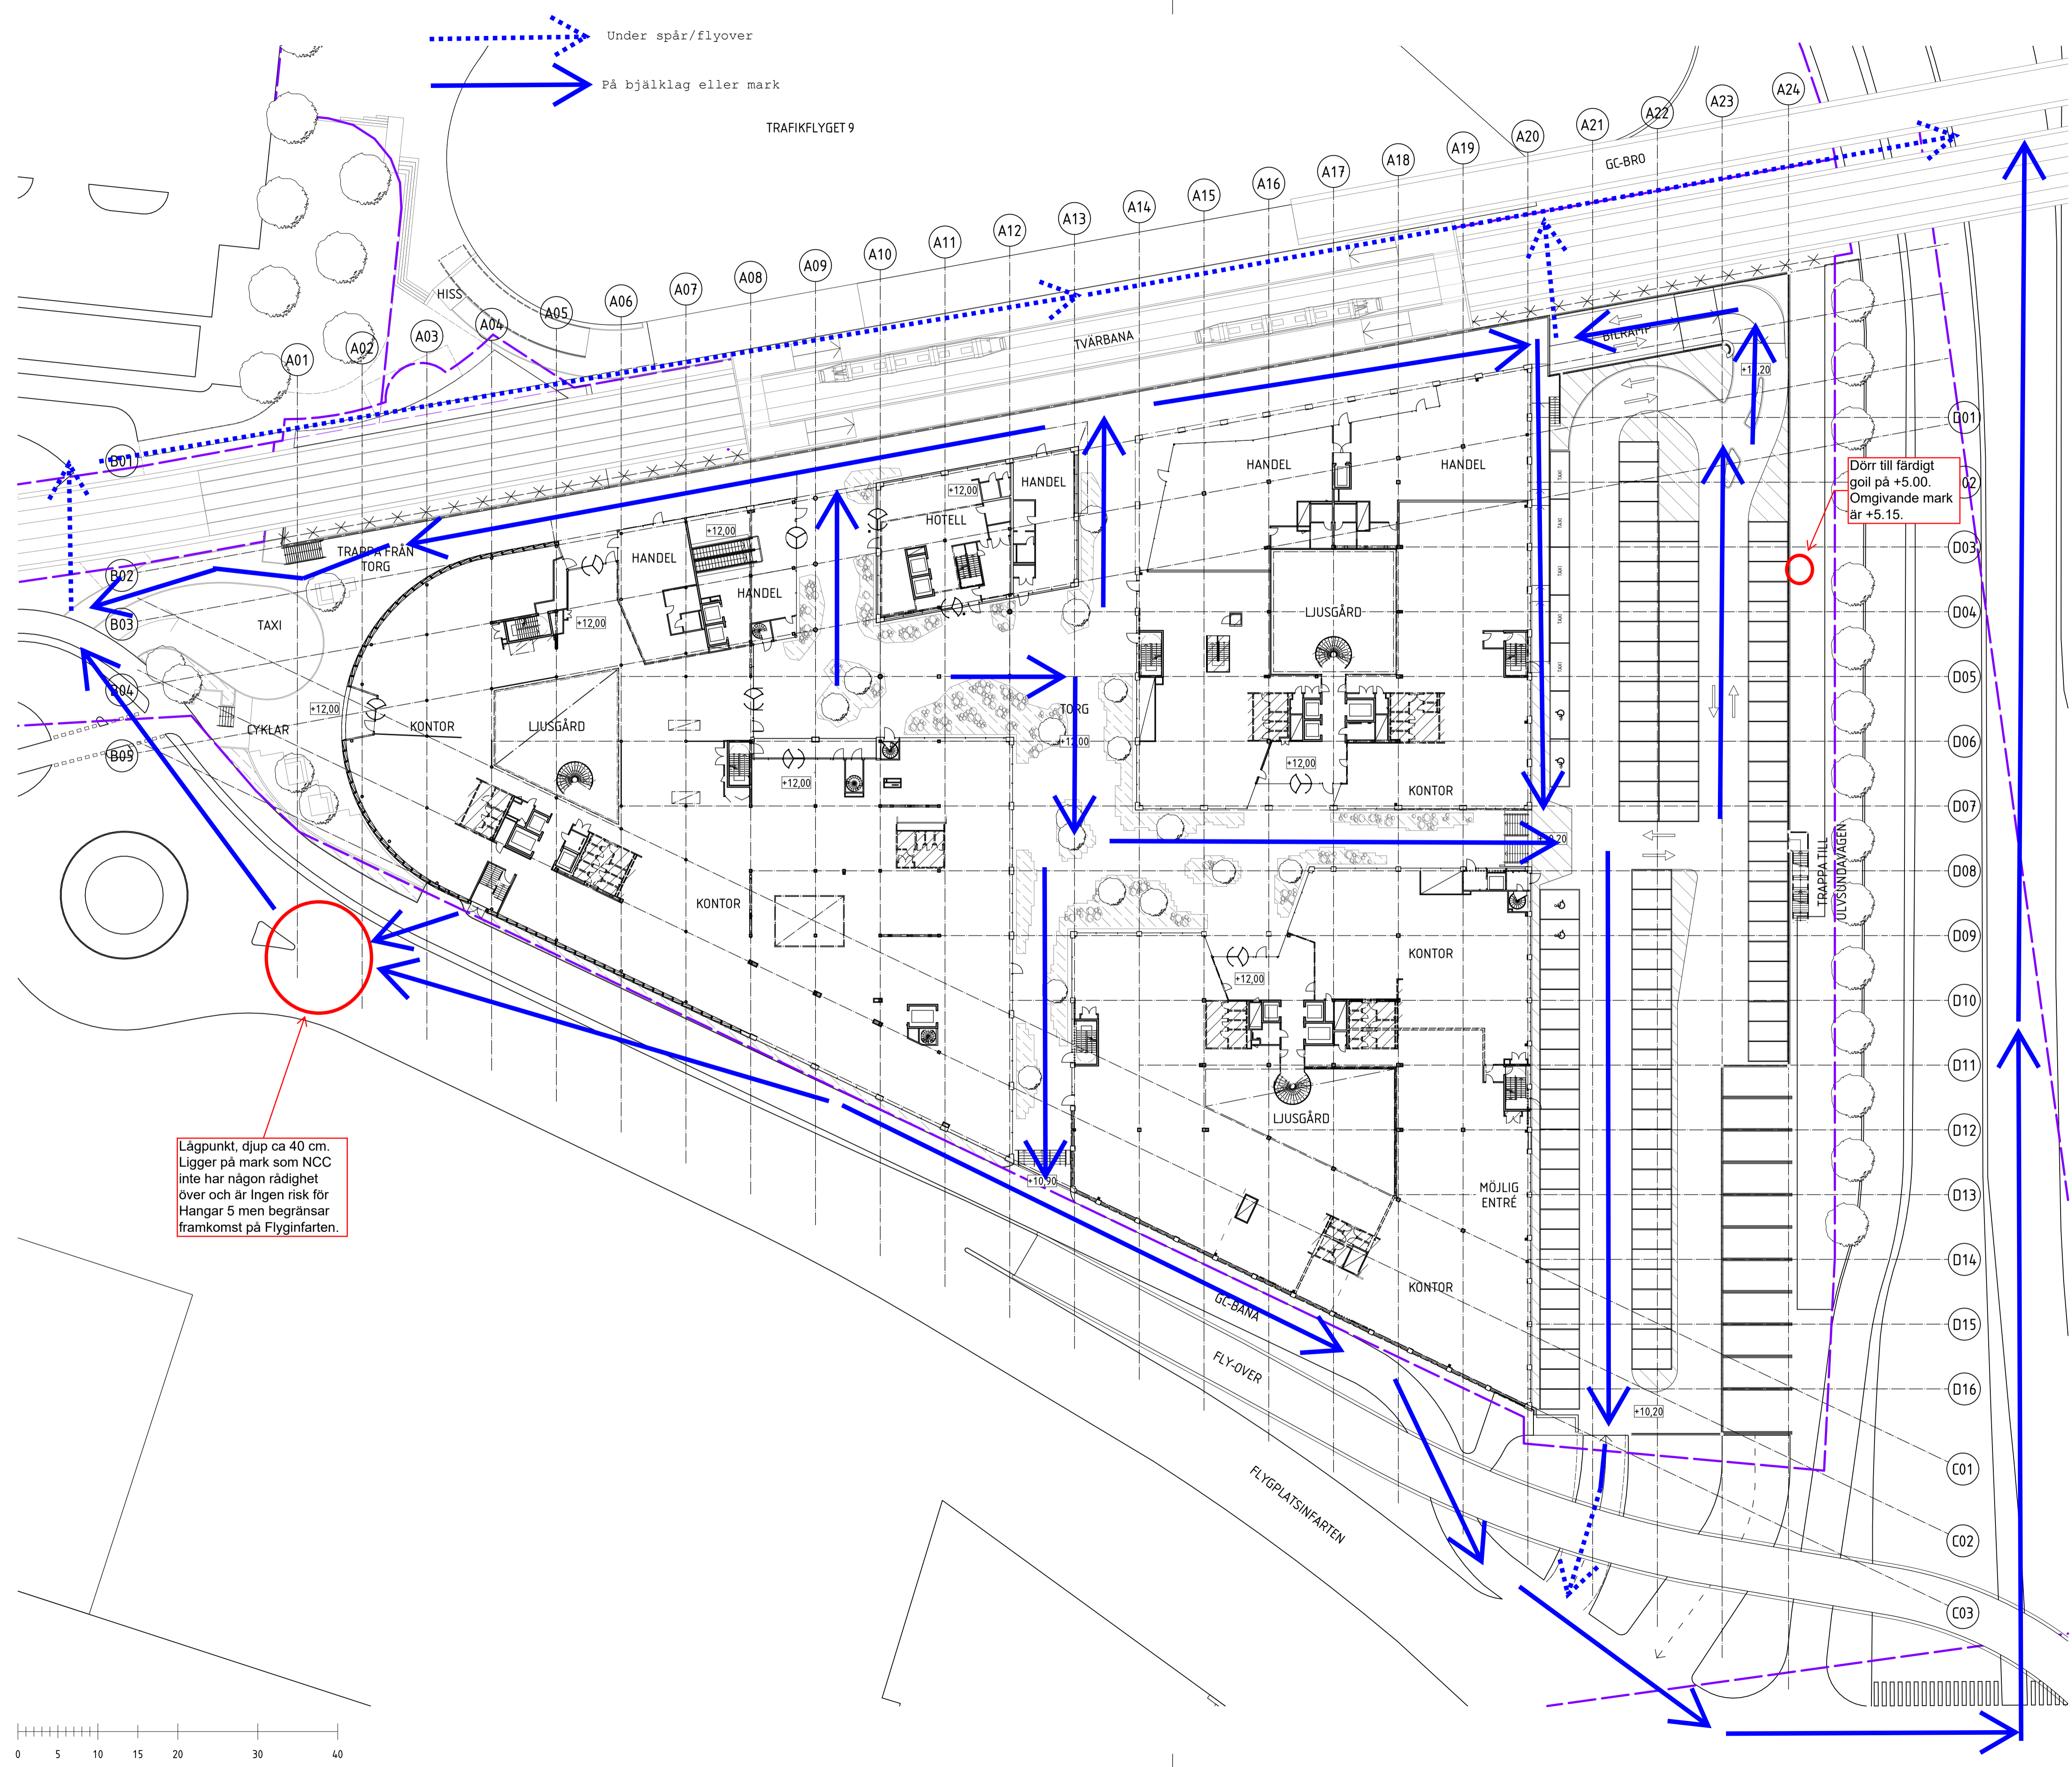 Under spår/flyover
På bjälklag eller mark
TRAFIKFLYGET 9
GC-BRO
A24
A23
A22
A21
A20
A19
A18
A17
A16
A15
A14
A13
A12
A11
A10
A09
A08
A07
A06
A05
A04
A03
A02
A01
HISS
TVÄRBANA
BILRAMP
D01
02
D03
D04
D05
D06
D07
D08
D09
D10
D11
D12
D13
D14
D15
D16
C01
C02
C03
B01
B02
B03
B04
B05
Dörr till färdigt
goil på +5.00.
Omgivande mark
är +5.15.
HANDEL
HANDEL
HANDEL
+12,00
HOTELL
+12,00
HANDEL
HANDEL
TRAPPA FRÅN
TORG
TAXI
+12,00
LJUSGÅRD
TAXI
TAXI
TAXI
TAXI
TAXI
+12,00
CYKLAR
KONTOR
LJUSGÅRD
TORG
+12,00
+12,00
+12,00
KONTOR
TRAPPA TILL
ULVSUNDAVÄGEN
KONTOR
KONTOR
+12,00
LJUSGÅRD
+10,90
MÖJLIG
ENTRÉ
KONTOR
+10,20
Lågpunkt, djup ca 40 cm.
Ligger på mark som NCC
inte har någon rådighet
över och är Ingen risk för
Hangar 5 men begränsar
framkomst på Flyginfarten.
GC-BANA
FLY-OVER
FLYGPLATSINFARTEN
0 5 10 15 20 30 40